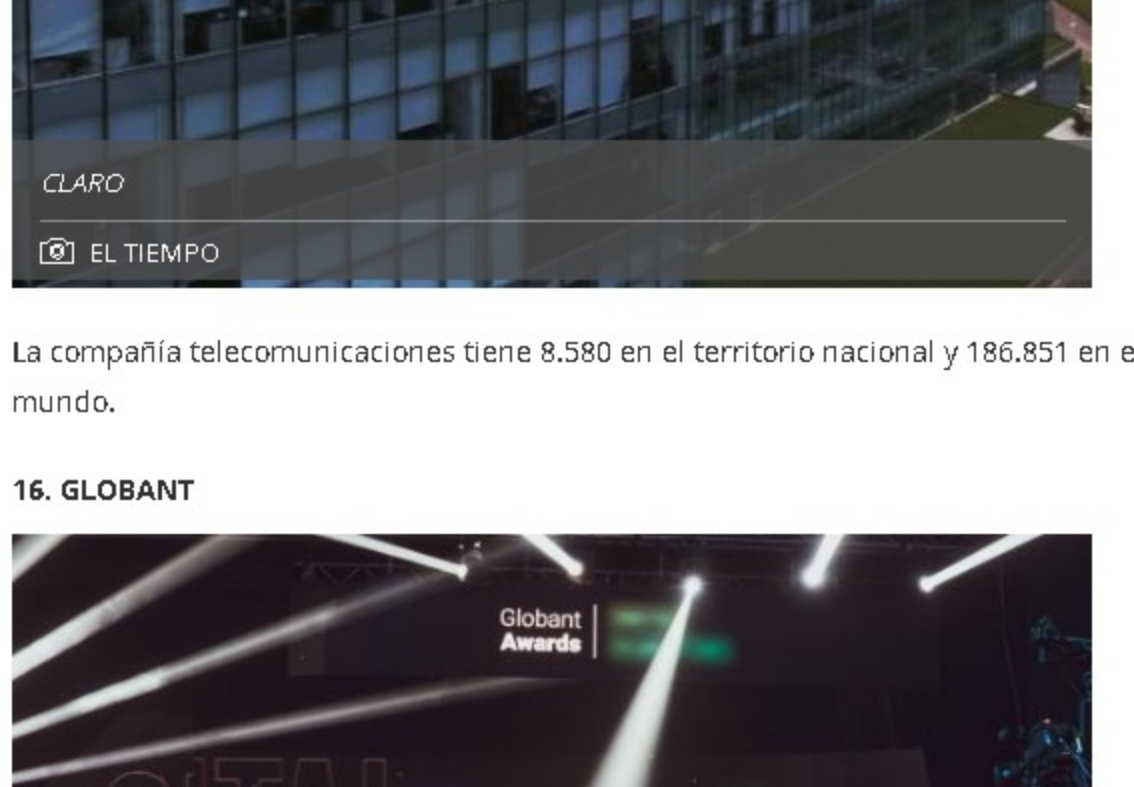 CLARO
EL TIEMPO
La compañía telecomunicaciones tiene 8.580 en el territorio nacional y 186.851 en e
mundo.
16. GLOBANT
Globant
Awards